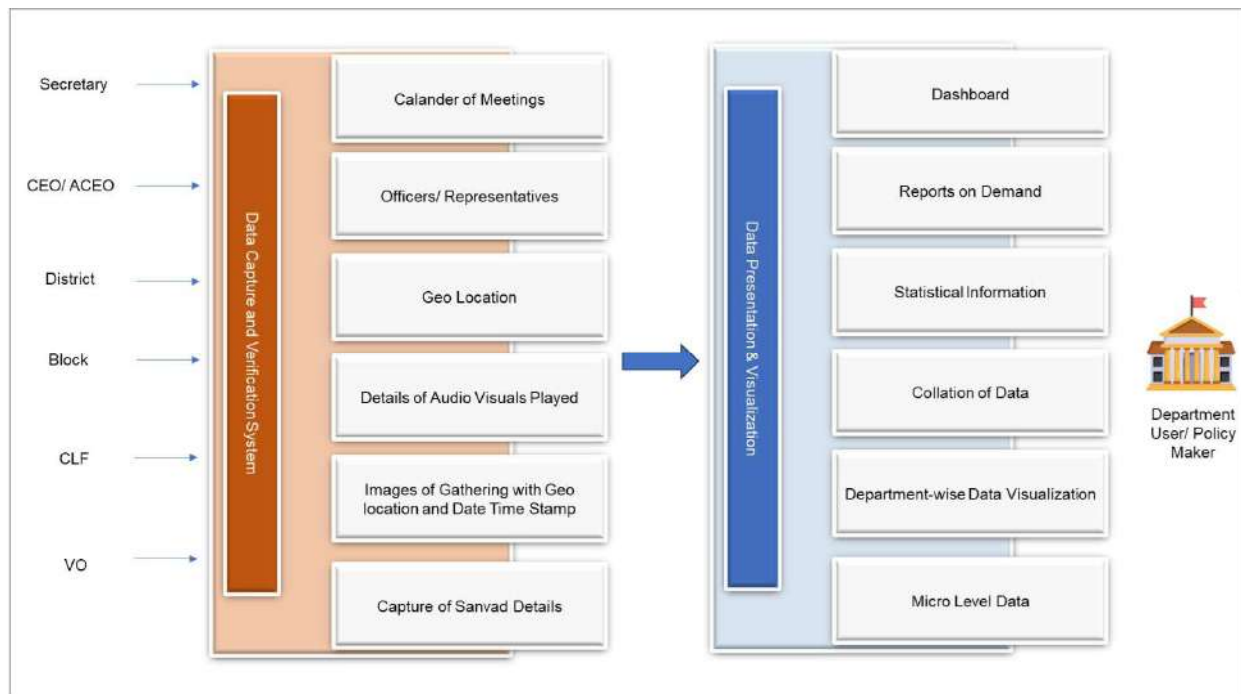 Secretary
CEO/ ACEO
District
Block
CLF
VO
Data Capture and Verification System
Calander of Meetings
Officers/ Representatives
Geo Location
Details of Audio Visuals Played
Images of Gathering with Geo
location and Date Time Stamp
Capture of Sanvad Details
Data Presentation & Visualization
Dashboard
Reports on Demand
Statistical Information
Collation of Data
Department-wise Data Visualization
Micro Level Data
Department
User/ Policy
Maker